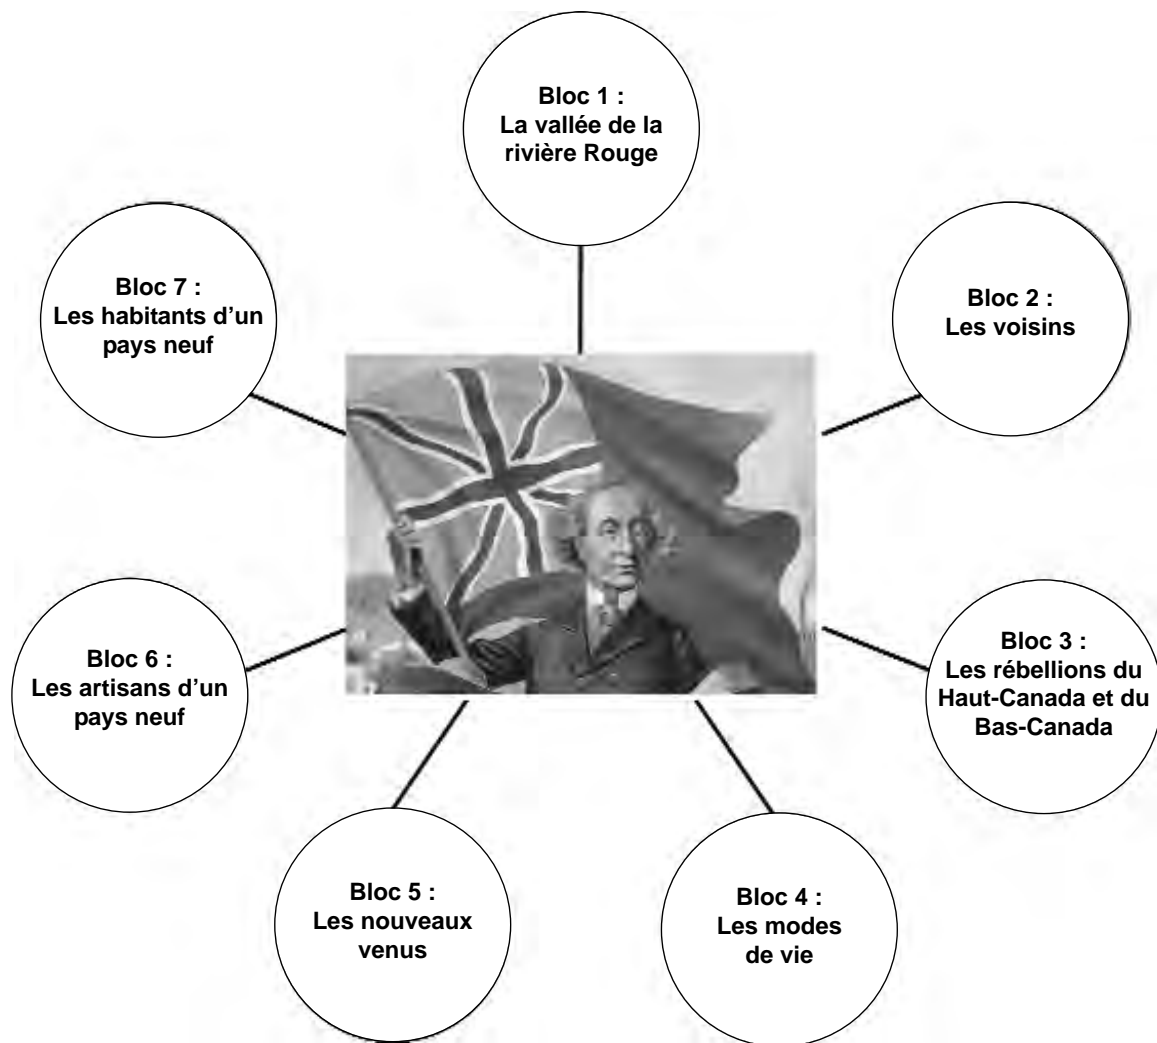 Bloc 1 :
La vallée de la
rivière Rouge
Bloc 2 :
Les voisins
Bloc 3 :
Les rébellions du
Haut-Canada et du
Bas-Canada
Bloc 4 :
Les modes
de vie
Bloc 5 :
Les nouveaux
venus
Bloc 6 :
Les artisans d’un
pays neuf
Bloc 7 :
Les habitants d’un
pays neuf